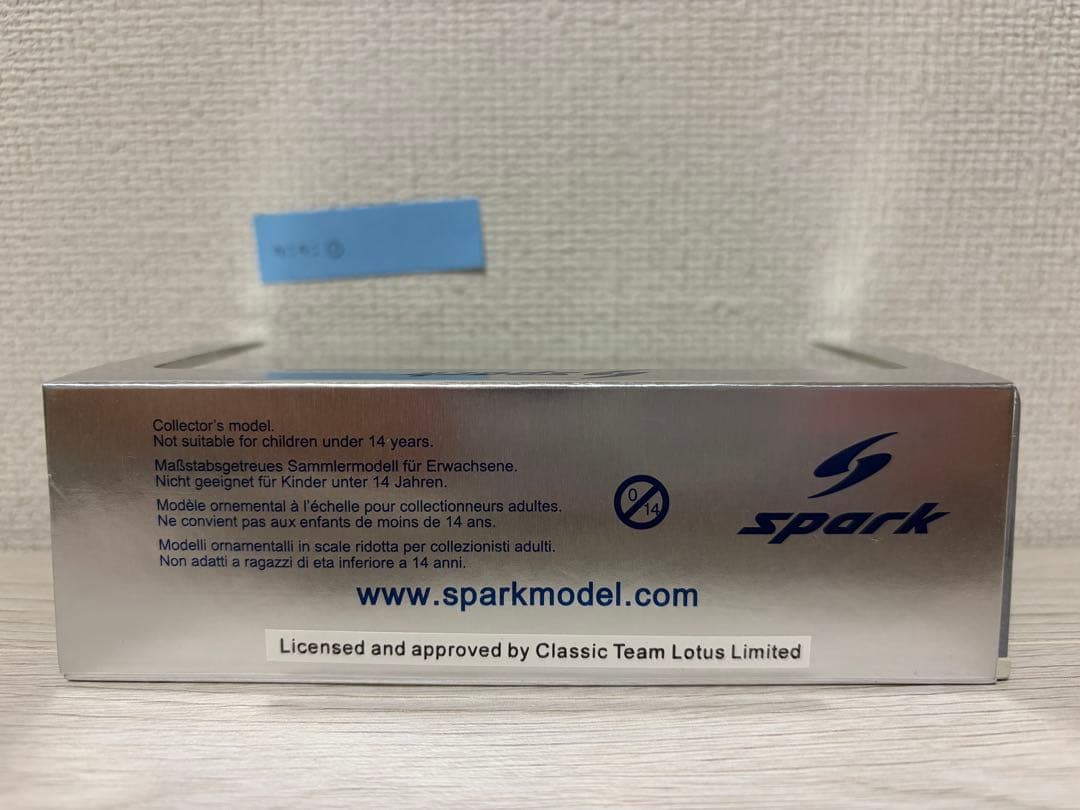 Collector's model.
Not suitable for children under 14 years.
Maßstabsgetreues Sammlermodell für Erwachsene.
Nicht geeignet für Kinder unter 14 Jahren.
Modèle ornemental à l'échelle pour collectionneurs adultes.
Ne convient pas aux enfants de moins de 14 ans.
Modelli ornamentalli in scale ridotta per collezionisti adulti.
Non adatti a ragazzi di eta inferiore a 14 anni.
0
14
spark
www.sparkmodel.com
Licensed and approved by Classic Team Lotus Limited